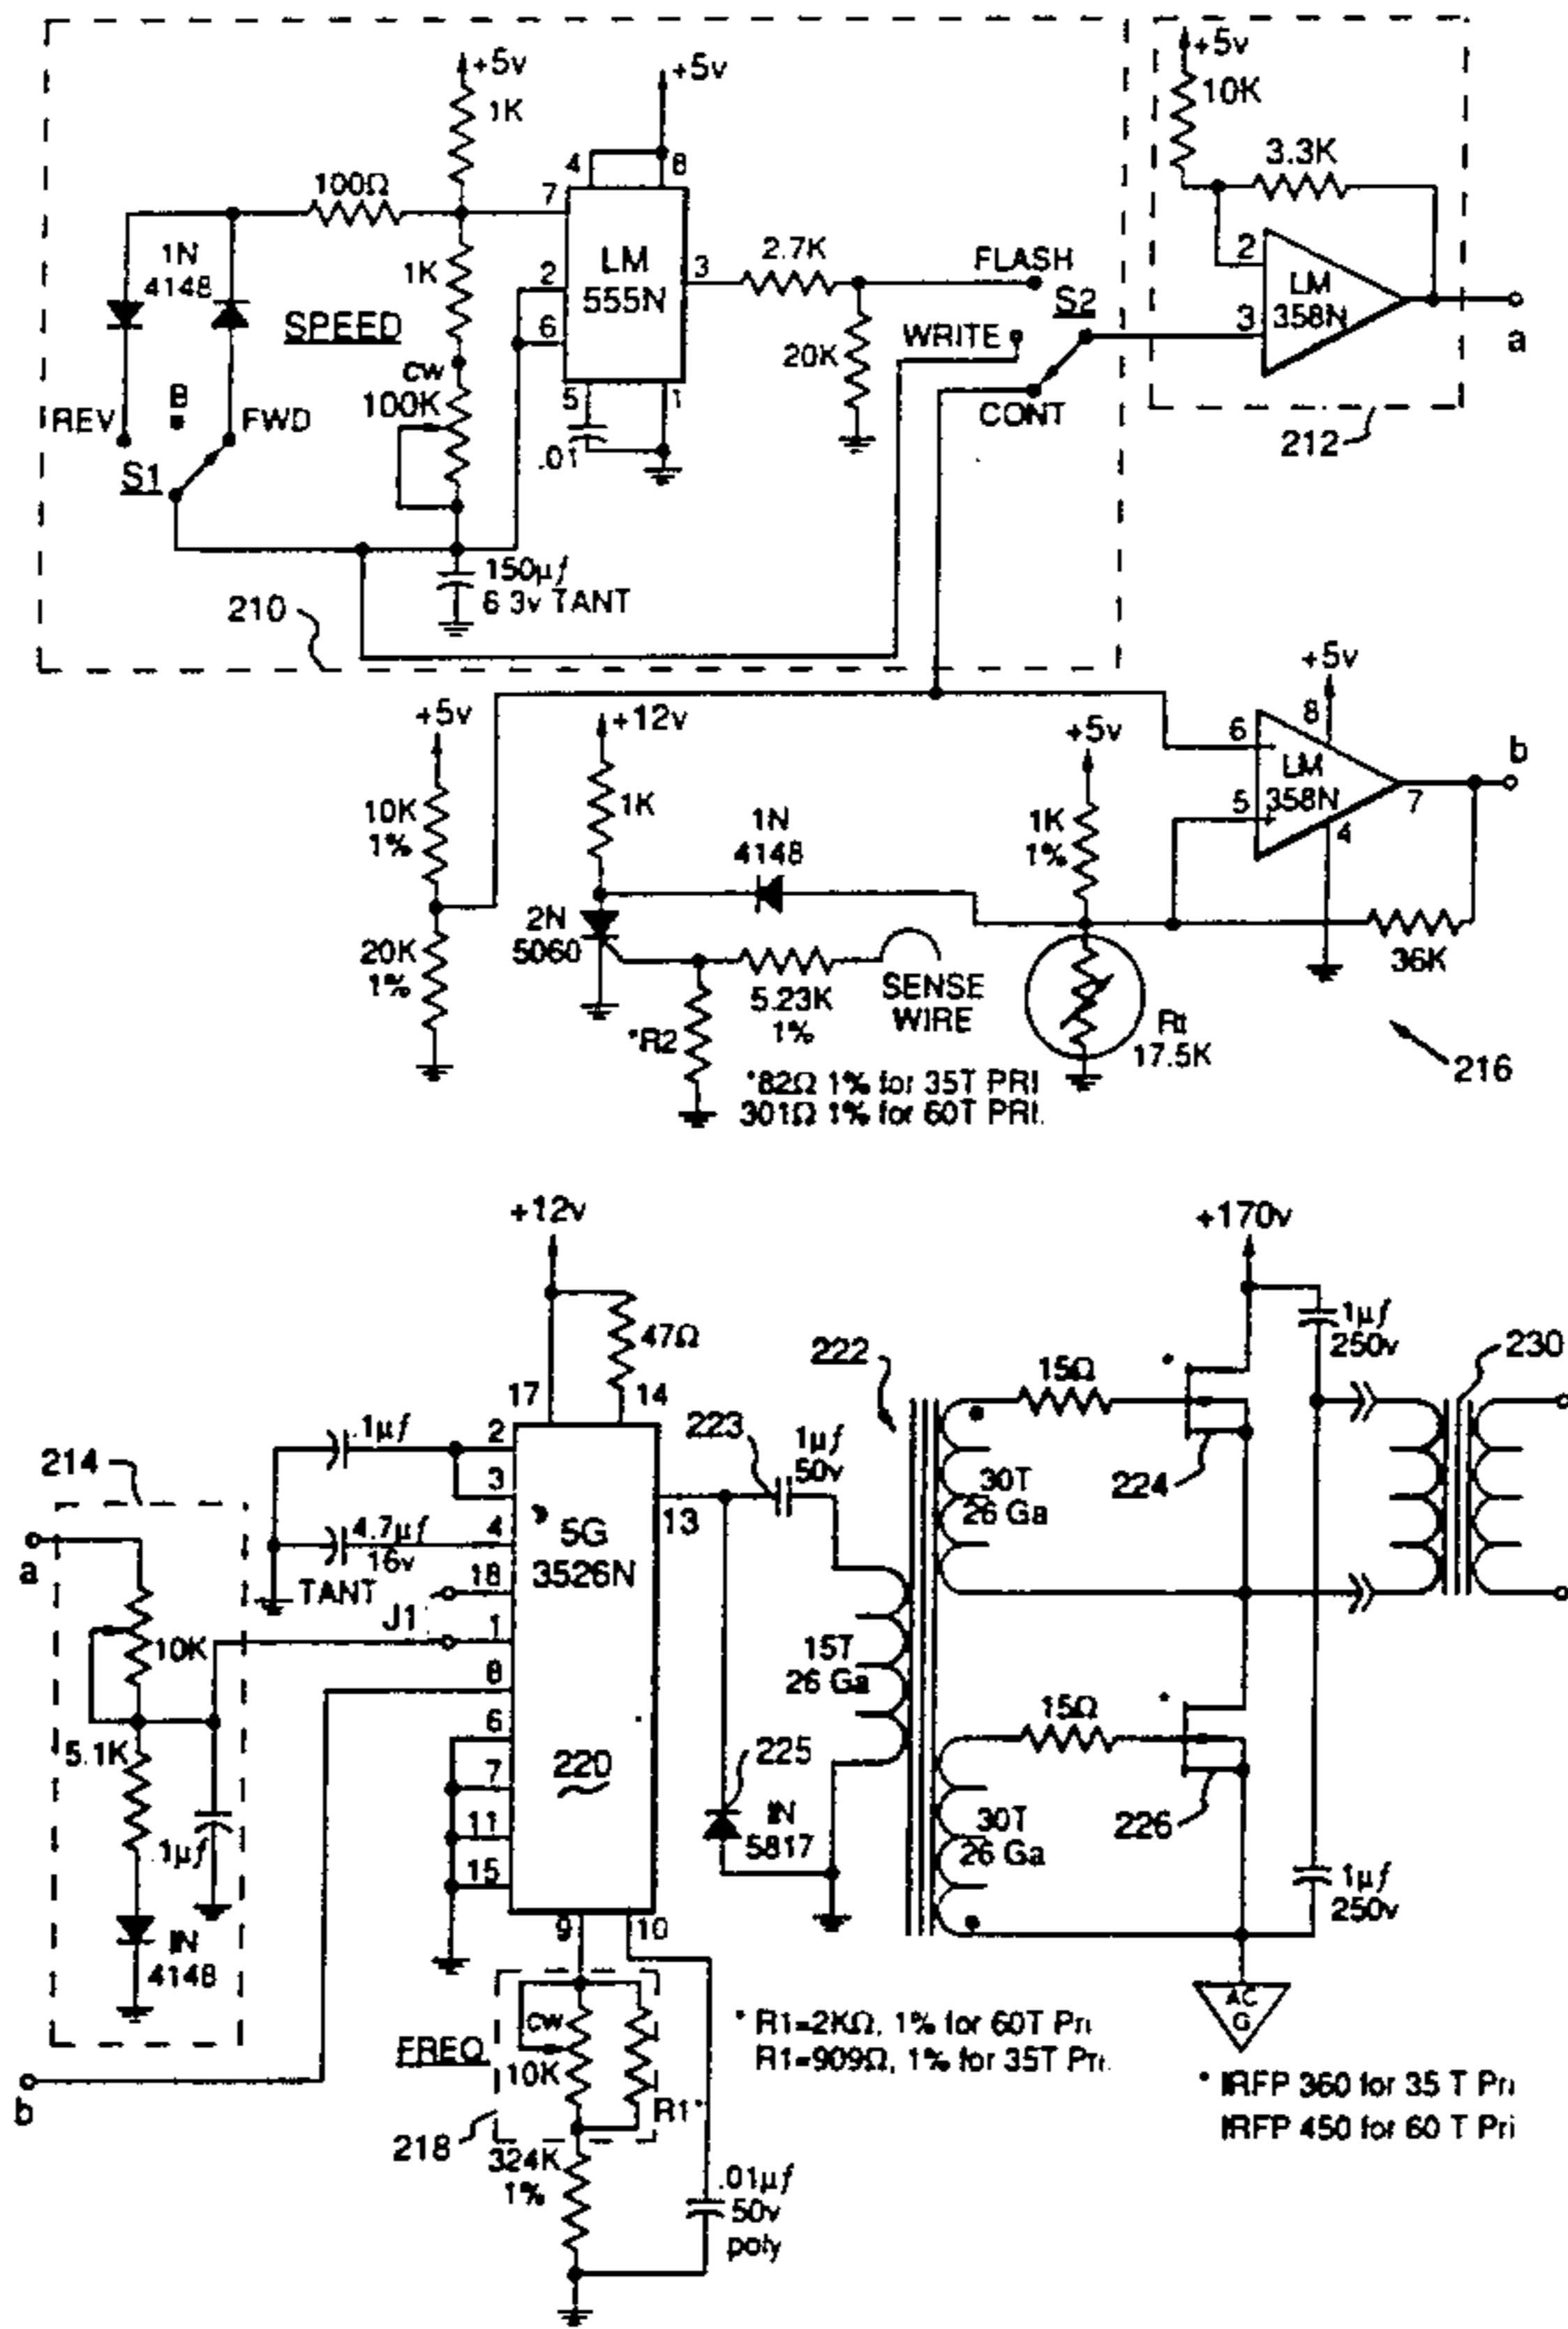 +5v
1K
+5v
+5v
10K
3.3K
100Ω
7
4
8
1N
4148
1K
2
LM
555N
3
2.7K
FLASH
S2
2
LM
358N
3
a
SPEED
6
WRITE
20K
cw
100K
5
1
.01
CONT
REV
B
FWD
S1
212
150µf
6.3v TANT
210
+5v
+12v
+5v
+5v
8
6
LM
358N
b
5
7
4
10K
1%
1K
1N
4148
1K
1%
2N
5060
36K
20K
1%
5.23K
1%
SENSE
WIRE
*R2
Rt
17.5K
216
*82Ω 1% for 35T PRI
301Ω 1% for 60T PRI.
+12v
+170v
47Ω
222
1µf
250v
230
17
14
15Ω
.1µf
2
223
1µf
50v
214
3
30T
26 Ga
224
4.7µf
16v
4
5G
3526N
13
a
TANT
18
J1
1
10K
8
15T
26 Ga
6
15Ω
5.1K
7
220
225
11
IN
5817
30T
26 Ga
226
.1µf
15
1µf
250v
9
10
IN
4148
AC
G
cw
FREQ
10K
R1*
* R1=2KΩ, 1% for 60T Pri
R1=909Ω, 1% for 35T Pri.
* IRFP 360 for 35 T Pri
IRFP 450 for 60 T Pri
b
218
324K
1%
.01µf
50v
poly